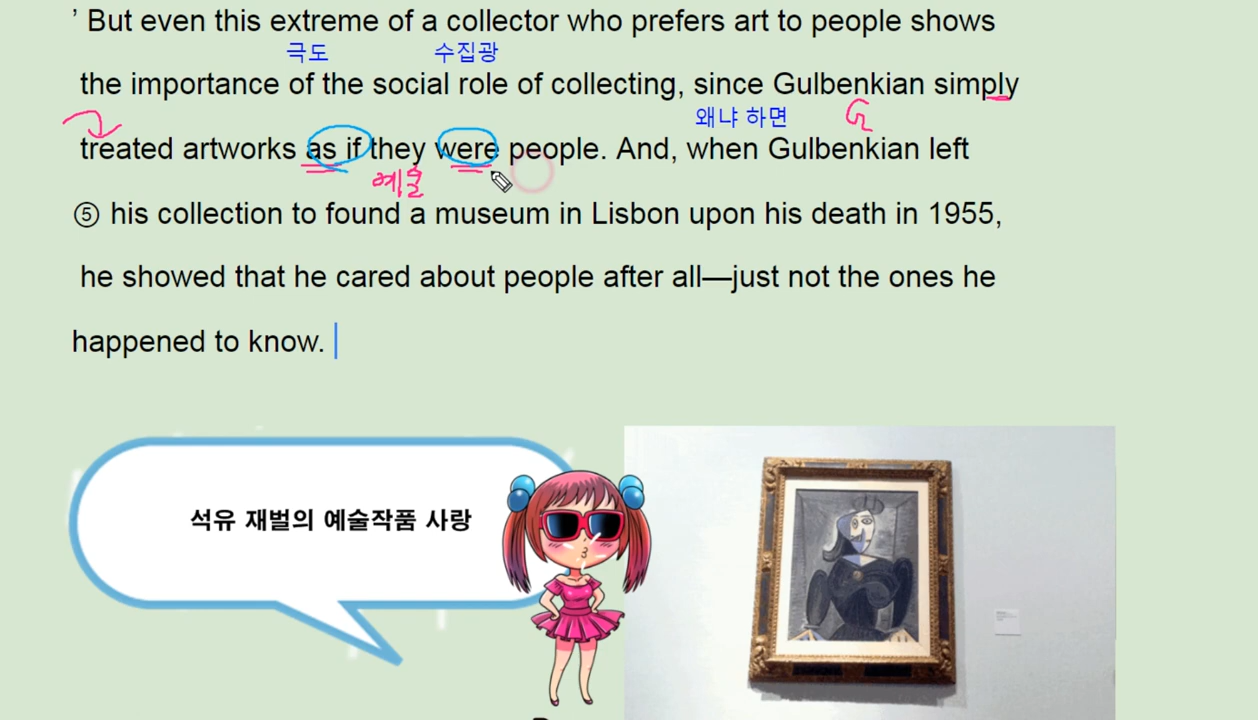 ’ But even this extreme of a collector who prefers art to people shows
극도 수집광
the importance of the social role of collecting, since Gulbenkian simply
왜냐 하면
treated artworks as if they were people. And, when Gulbenkian left
예술
⑤ his collection to found a museum in Lisbon upon his death in 1955,
he showed that he cared about people after all—just not the ones he
happened to know.
석유 재벌의 예술작품 사랑